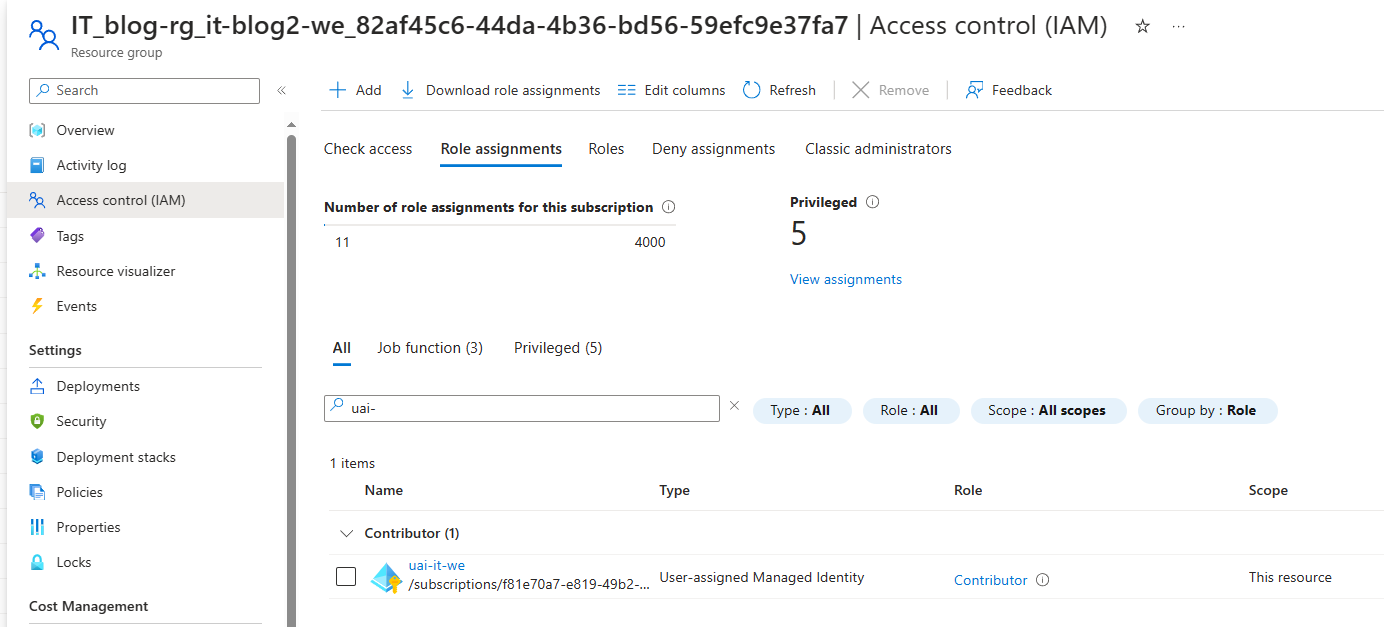 IT_blog-rg_it-blog2-we_82af45c6-44da-4b36-bd56-59efc9e37fa7 | Access control (IAM)
Resource group
Search
Overview
Activity log
Access control (IAM)
Tags
Resource visualizer
Events
Settings
Deployments
Security
Deployment stacks
Policies
Properties
Locks
Cost Management
Add Download role assignments Edit columns Refresh Remove Feedback
Check access Role assignments Roles Deny assignments Classic administrators
Number of role assignments for this subscription
11 4000
Privileged
5
View assignments
All Job function (3) Privileged (5)
uai-
Type : All Role : All Scope : All scopes Group by : Role
1 items
Name Type Role Scope
Contributor (1)
uai-it-we
/subscriptions/f81e70a7-e819-49b2-... User-assigned Managed Identity Contributor This resource